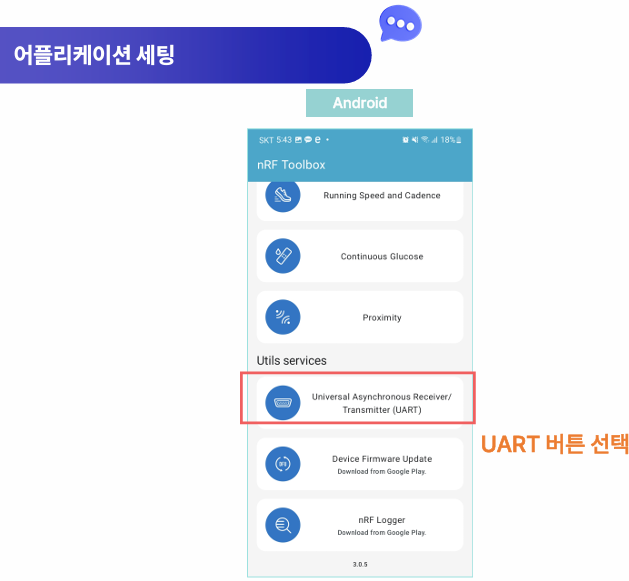 어플리케이션 세팅
Android
SKT 5:43
18%
nRF Toolbox
Running Speed and Cadence
Continuous Glucose
Proximity
Utils services
Universal Asynchronous Receiver/
Transmitter (UART)
UART 버튼 선택
Device Firmware Update
Download from Google Play.
nRF Logger
Download from Google Play.
3.0.5